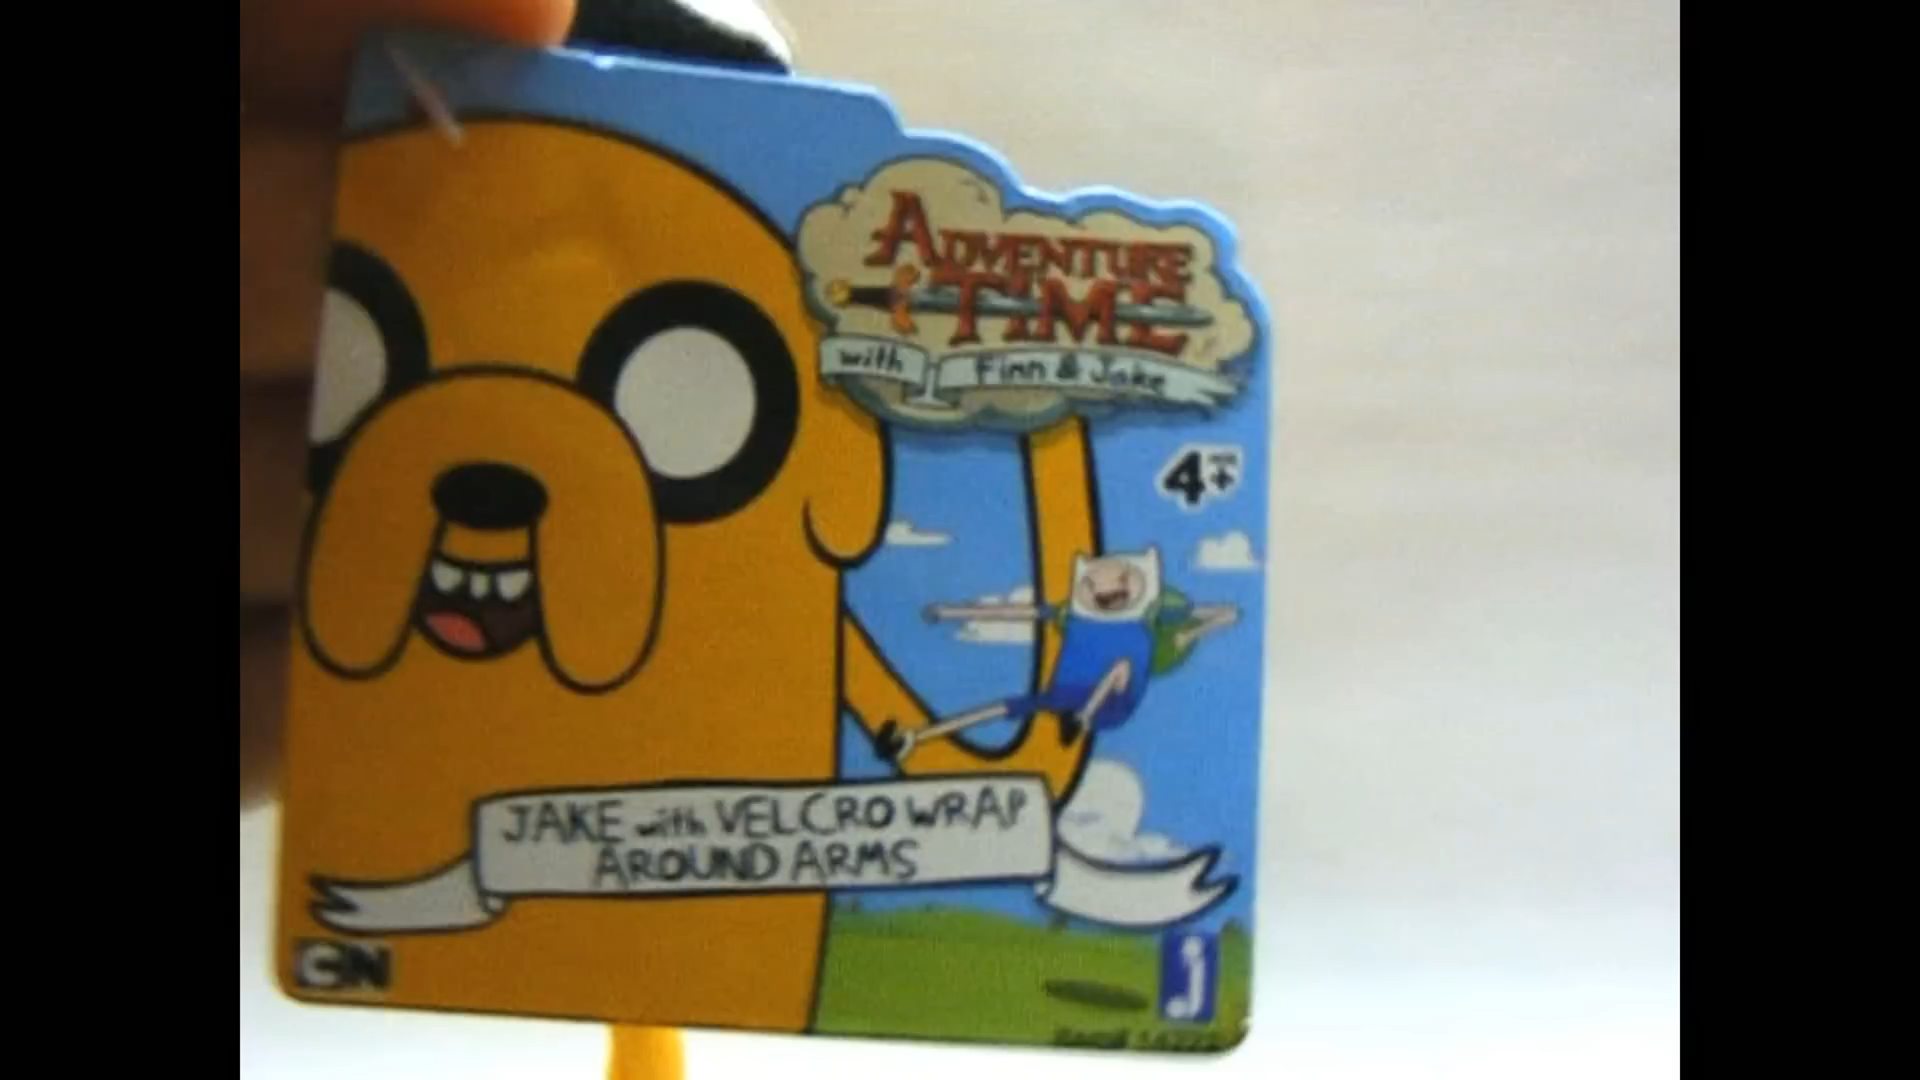 ADVENTURE
TIME
with Finn & Jake
4+
JAKE with VELCRO WRAP
AROUND ARMS
CN
J